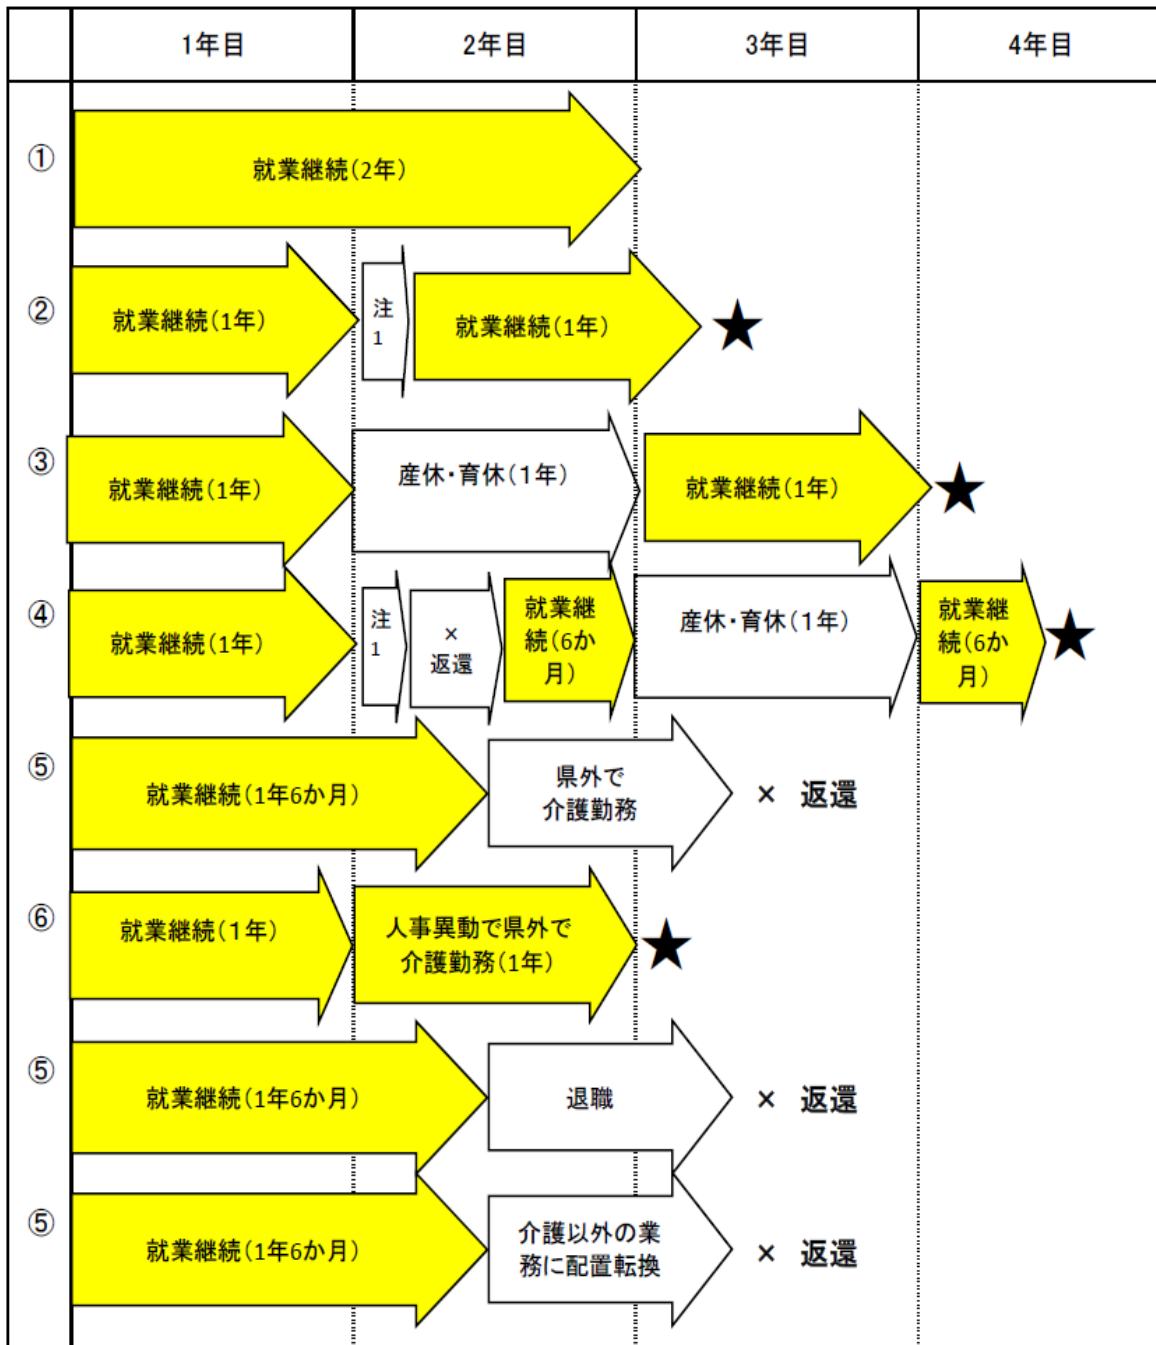 1年目 2年目 3年目 4年目
① 就業継続(2年)
② 就業継続(1年)
注
1
就業継続(1年) ★
③ 就業継続(1年) 産休・育休(1年) 就業継続(1年) ★
④ 就業継続(1年)
注
1
×
返還
就業継
続(6か
月)
産休・育休(1年)
就業継
続(6か
月)
★
⑤ 就業継続(1年6か月)
県外で
介護勤務
× 返還
⑥ 就業継続(1年)
人事異動で県外で
介護勤務(1年)
★
⑤ 就業継続(1年6か月) 退職 × 返還
⑤ 就業継続(1年6か月)
介護以外の業
務に配置転換
× 返還